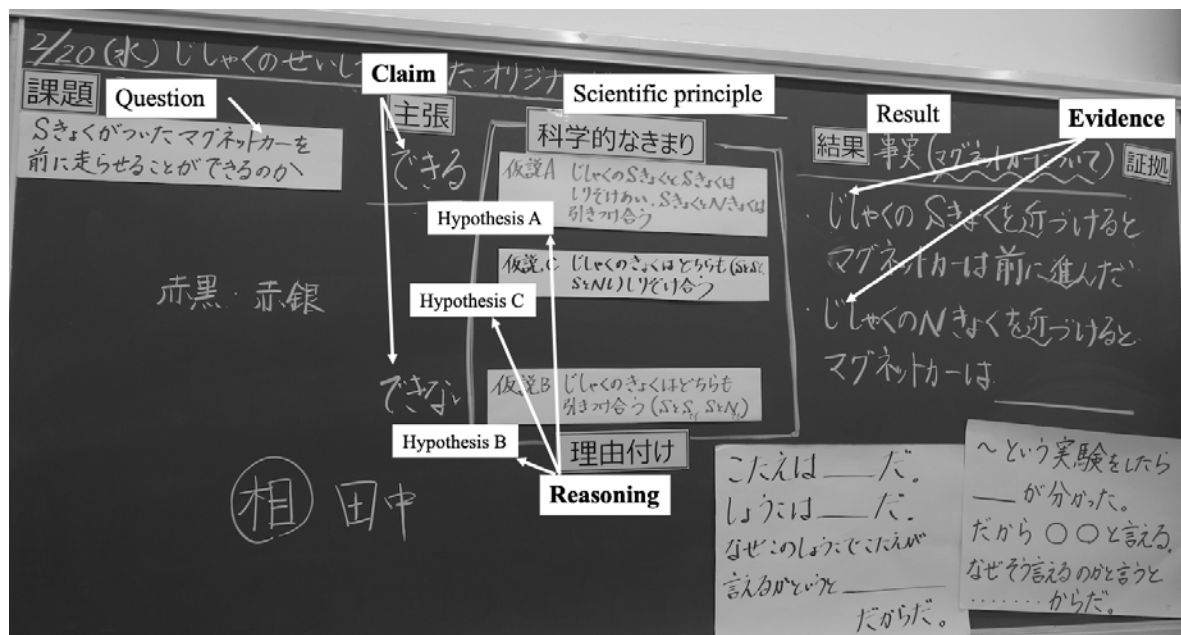 2/20(水)じしゃくのせいし
た オリジナ
課題
Question
Sきょくがついたマグネットカーを
前に走らせることができるのか
赤黒・赤銀
相 田中
Claim
主張
できる
できな
Scientific principle
科学的なきまり
仮説A じしゃくのSきょくとSきょくは
しりぞけあい、SきょくとNきょくは
引きつけ合う
Hypothesis A
仮説C じしゃくのきょくはどちらも(SとS、
SとN)しりぞけ合う
Hypothesis C
仮説B じしゃくのきょくはどちらも
引きつけ合う(SとS、SとN)
Hypothesis B
理由付け
Reasoning
Result
Evidence
結果 事実(マグネットカーについて) 証拠
・じしゃくのSきょくを近づけると
マグネットカーは前に進んだ
・じしゃくのNきょくを近づけると
マグネットカーは
こたえは___だ。
しょうこは___だ。
なぜこのしょうこでこたえが
言えるかというと______
だからだ。
~という実験をしたら
__が分かった。
だから〇〇と言える。
なぜそう言えるのかと言うと
........からだ。